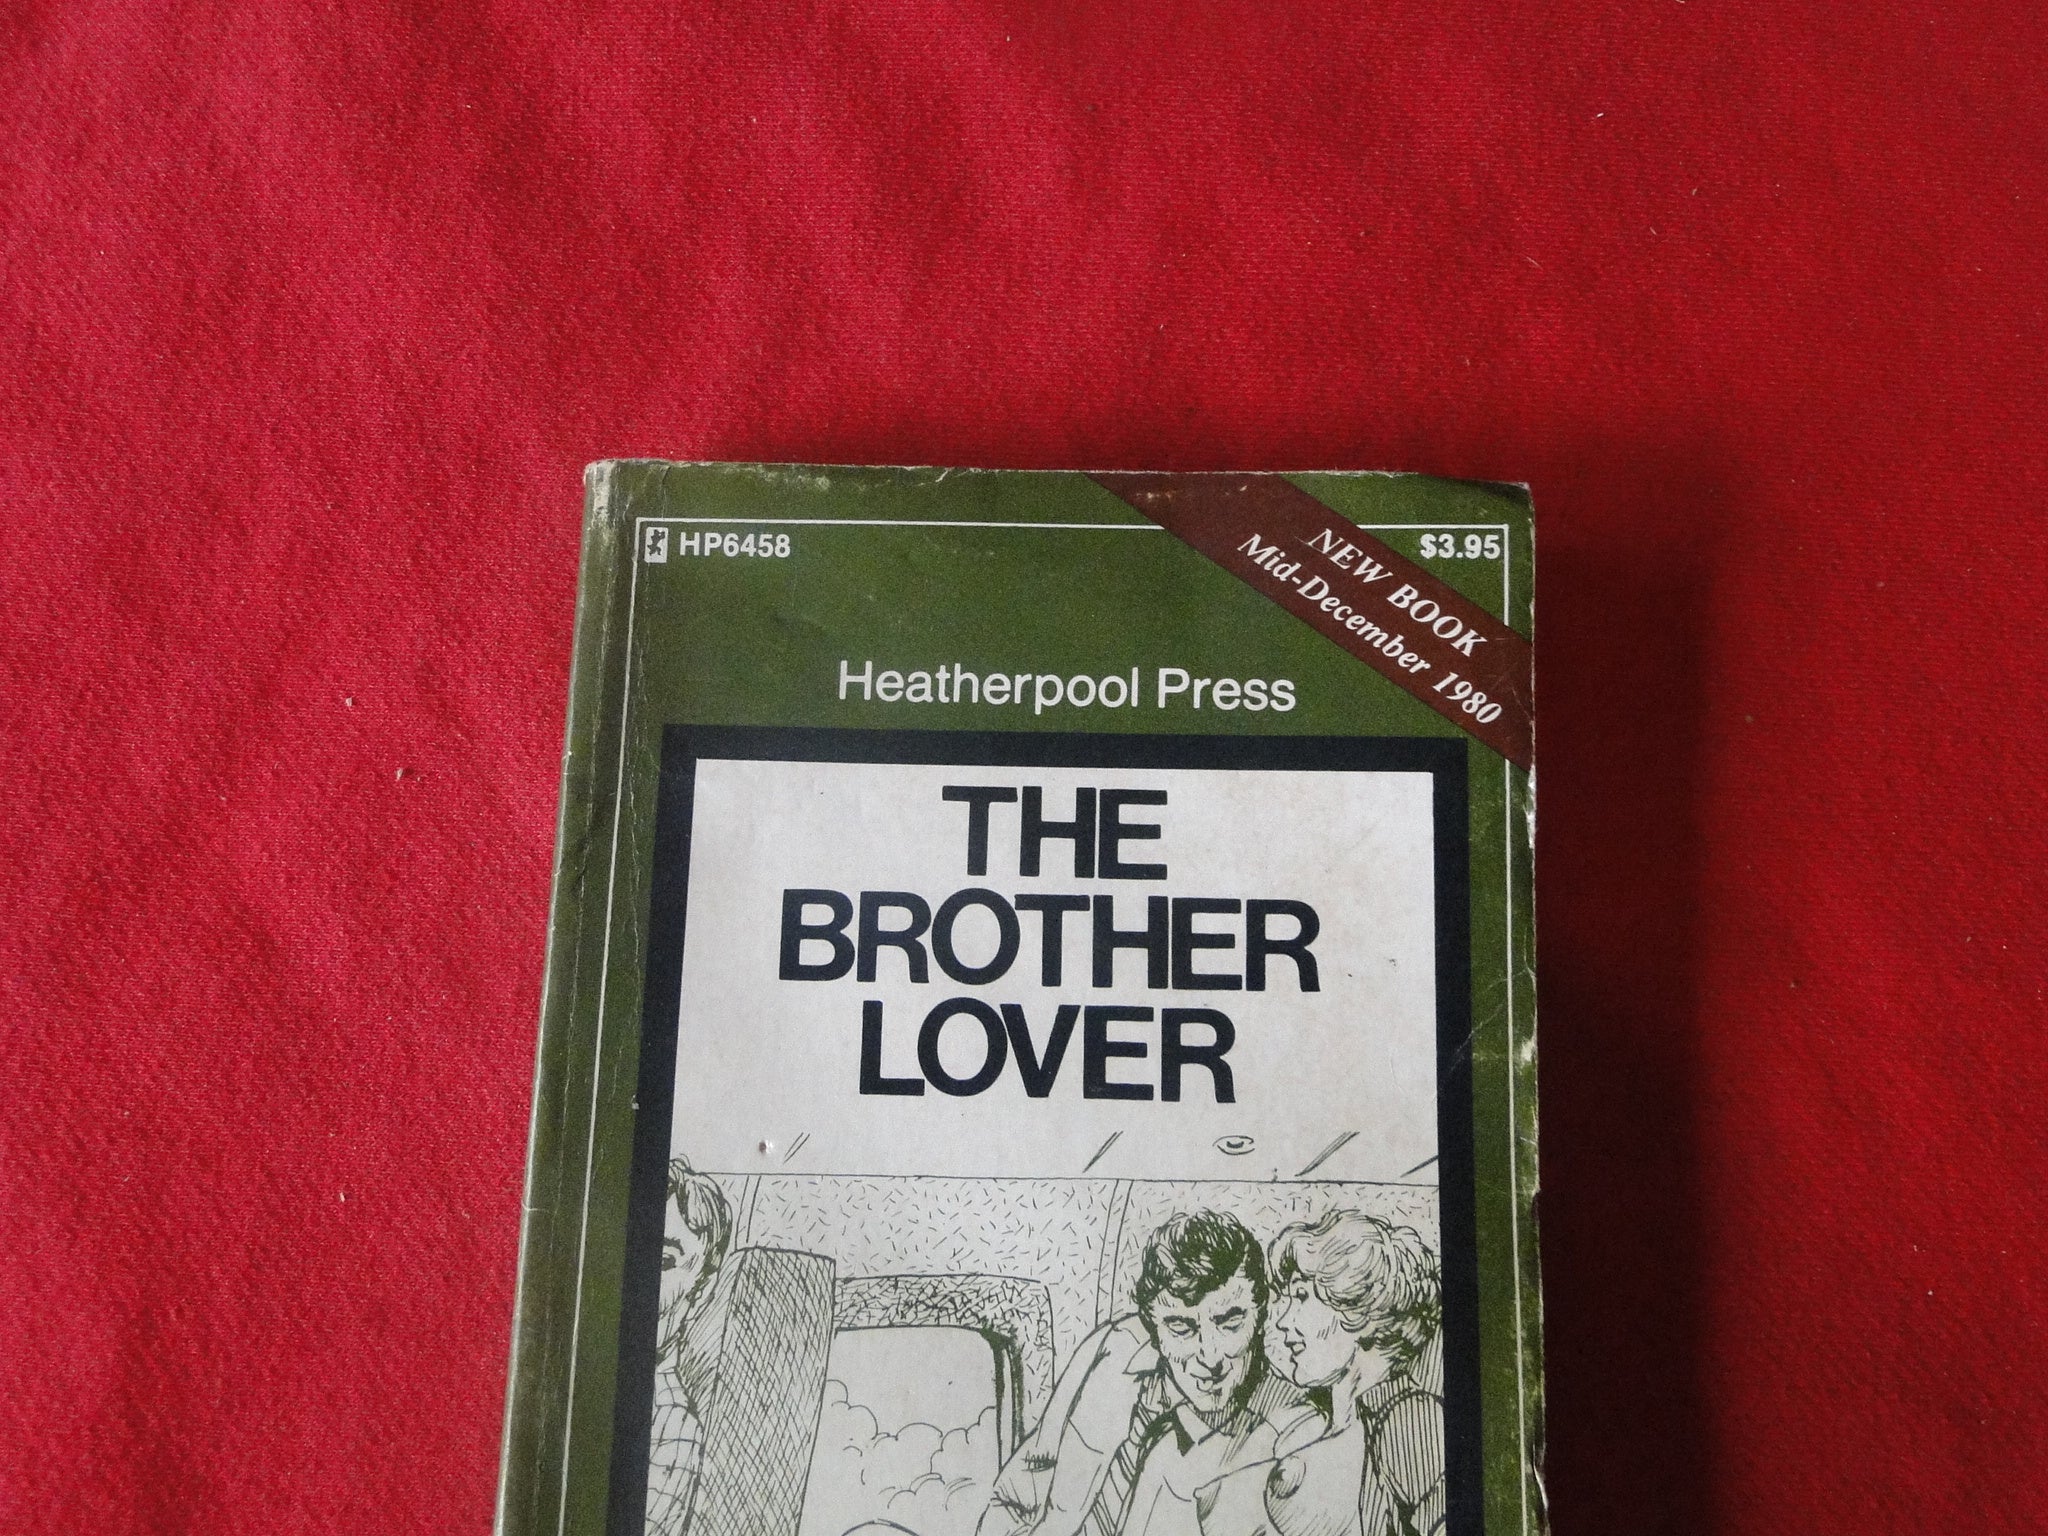 HP6458
$3.95
NEW BOOK
Mid-December 1980
Heatherpool Press
THE
BROTHER
LOVER